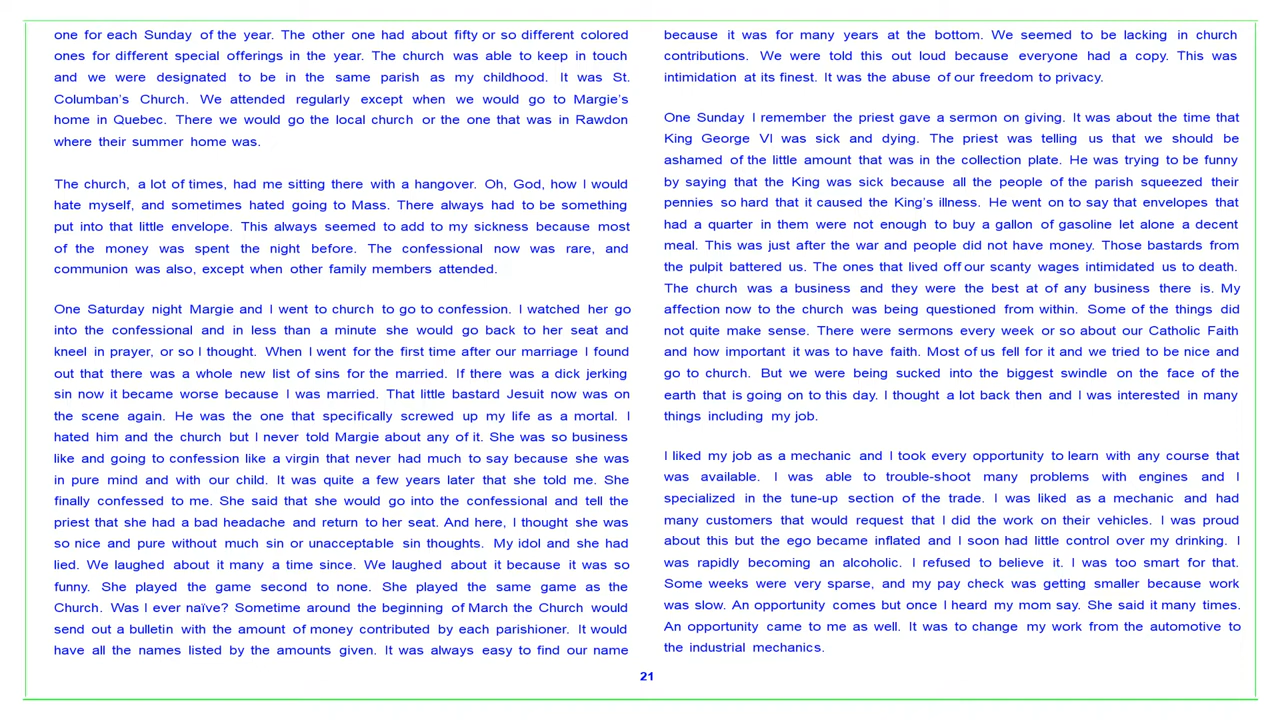 one for each Sunday of the year. The other one had about fifty or so different colored
ones for different special offerings in the year. The church was able to keep in touch
and we were designated to be in the same parish as my childhood. It was St.
Columban's Church. We attended regularly except when we would go to Margie's
home in Quebec. There we would go the local church or the one that was in Rawdon
where their summer home was.
The church, a lot of times, had me sitting there with a hangover. Oh, God, how I would
hate myself, and sometimes hated going to Mass. There always had to be something
put into that little envelope. This always seemed to add to my sickness because most
of the money was spent the night before. The confessional now was rare, and
communion was also, except when other family members attended.
One Saturday night Margie and I went to church to go to confession. I watched her go
into the confessional and in less than a minute she would go back to her seat and
kneel in prayer, or so I thought. When I went for the first time after our marriage I found
out that there was a whole new list of sins for the married. If there was a dick jerking
sin now it became worse because I was married. That little bastard Jesuit now was on
the scene again. He was the one that specifically screwed up my life as a mortal. I
hated him and the church but I never told Margie about any of it. She was so business
like and going to confession like a virgin that never had much to say because she was
in pure mind and with our child. It was quite a few years later that she told me. She
finally confessed to me. She said that she would go into the confessional and tell the
priest that she had a bad headache and return to her seat. And here, I thought she was
so nice and pure without much sin or unacceptable sin thoughts. My idol and she had
lied. We laughed about it many a time since. We laughed about it because it was so
funny. She played the game second to none. She played the same game as the
Church. Was I ever naïve? Sometime around the beginning of March the Church would
send out a bulletin with the amount of money contributed by each parishioner. It would
have all the names listed by the amounts given. It was always easy to find our name
because it was for many years at the bottom. We seemed to be lacking in church
contributions. We were told this out loud because everyone had a copy. This was
intimidation at its finest. It was the abuse of our freedom to privacy.
One Sunday I remember the priest gave a sermon on giving. It was about the time that
King George VI was sick and dying. The priest was telling us that we should be
ashamed of the little amount that was in the collection plate. He was trying to be funny
by saying that the King was sick because all the people of the parish squeezed their
pennies so hard that it caused the King's illness. He went on to say that envelopes that
had a quarter in them were not enough to buy a gallon of gasoline let alone a decent
meal. This was just after the war and people did not have money. Those bastards from
the pulpit battered us. The ones that lived off our scanty wages intimidated us to death.
The church was a business and they were the best at of any business there is. My
affection now to the church was being questioned from within. Some of the things did
not quite make sense. There were sermons every week or so about our Catholic Faith
and how important it was to have faith. Most of us fell for it and we tried to be nice and
go to church. But we were being sucked into the biggest swindle on the face of the
earth that is going on to this day. I thought a lot back then and I was interested in many
things including my job.
I liked my job as a mechanic and I took every opportunity to learn with any course that
was available. I was able to trouble-shoot many problems with engines and I
specialized in the tune-up section of the trade. I was liked as a mechanic and had
many customers that would request that I did the work on their vehicles. I was proud
about this but the ego became inflated and I soon had little control over my drinking. I
was rapidly becoming an alcoholic. I refused to believe it. I was too smart for that.
Some weeks were very sparse, and my pay check was getting smaller because work
was slow. An opportunity comes but once I heard my mom say. She said it many times.
An opportunity came to me as well. It was to change my work from the automotive to
the industrial mechanics.
21